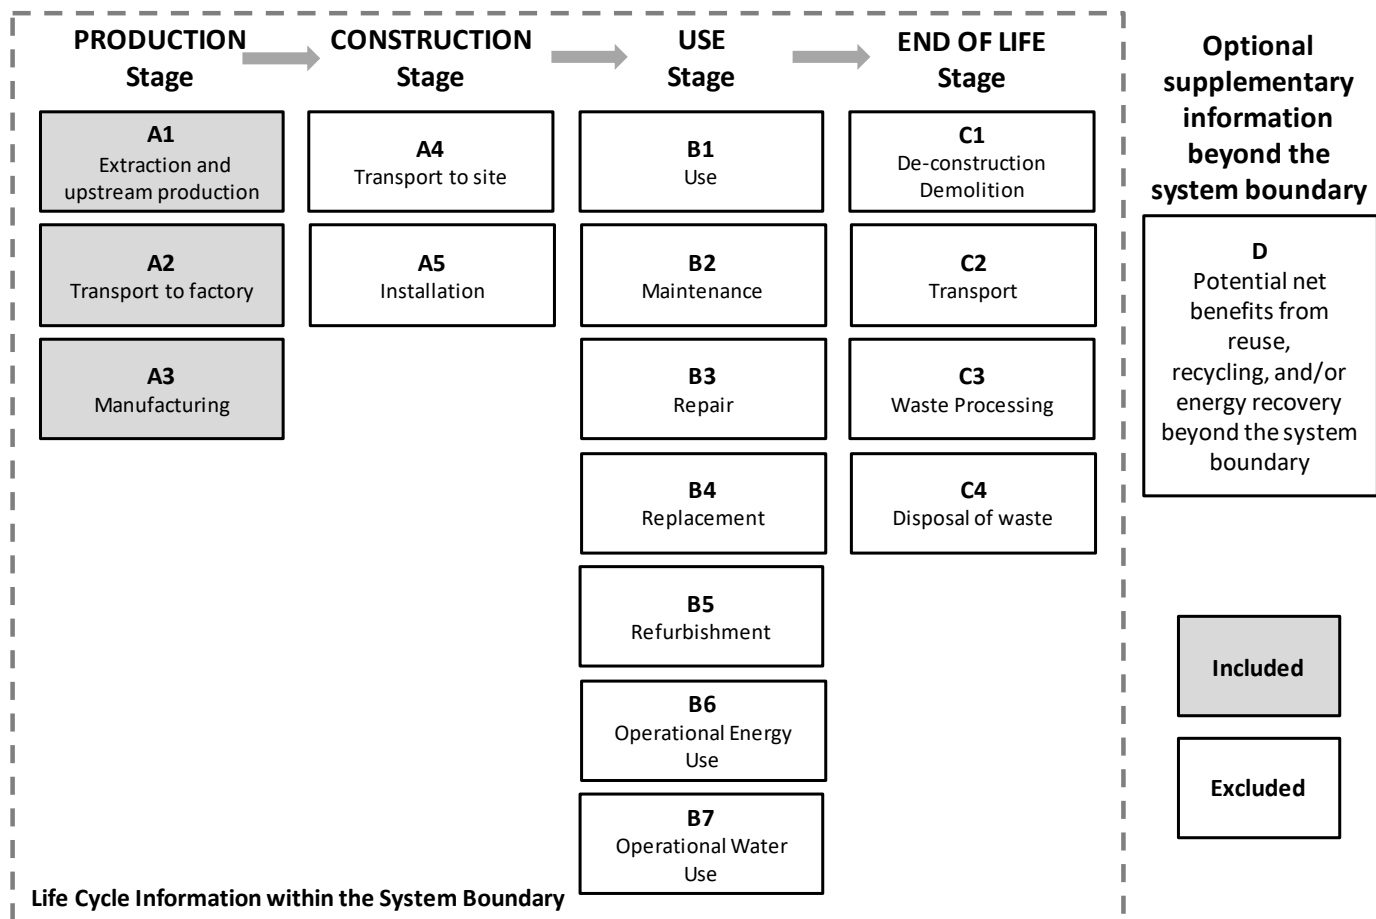 PRODUCTION
Stage
CONSTRUCTION
Stage
USE
Stage
END OF LIFE
Stage
A1
Extraction and
upstream production
A2
Transport to factory
A3
Manufacturing
A4
Transport to site
A5
Installation
B1
Use
B2
Maintenance
B3
Repair
B4
Replacement
B5
Refurbishment
B6
Operational Energy
Use
B7
Operational Water
Use
C1
De-construction
Demolition
C2
Transport
C3
Waste Processing
C4
Disposal of waste
Life Cycle Information within the System Boundary
Optional
supplementary
information
beyond the
system boundary
D
Potential net
benefits from
reuse,
recycling, and/or
energy recovery
beyond the system
boundary
Included
Excluded